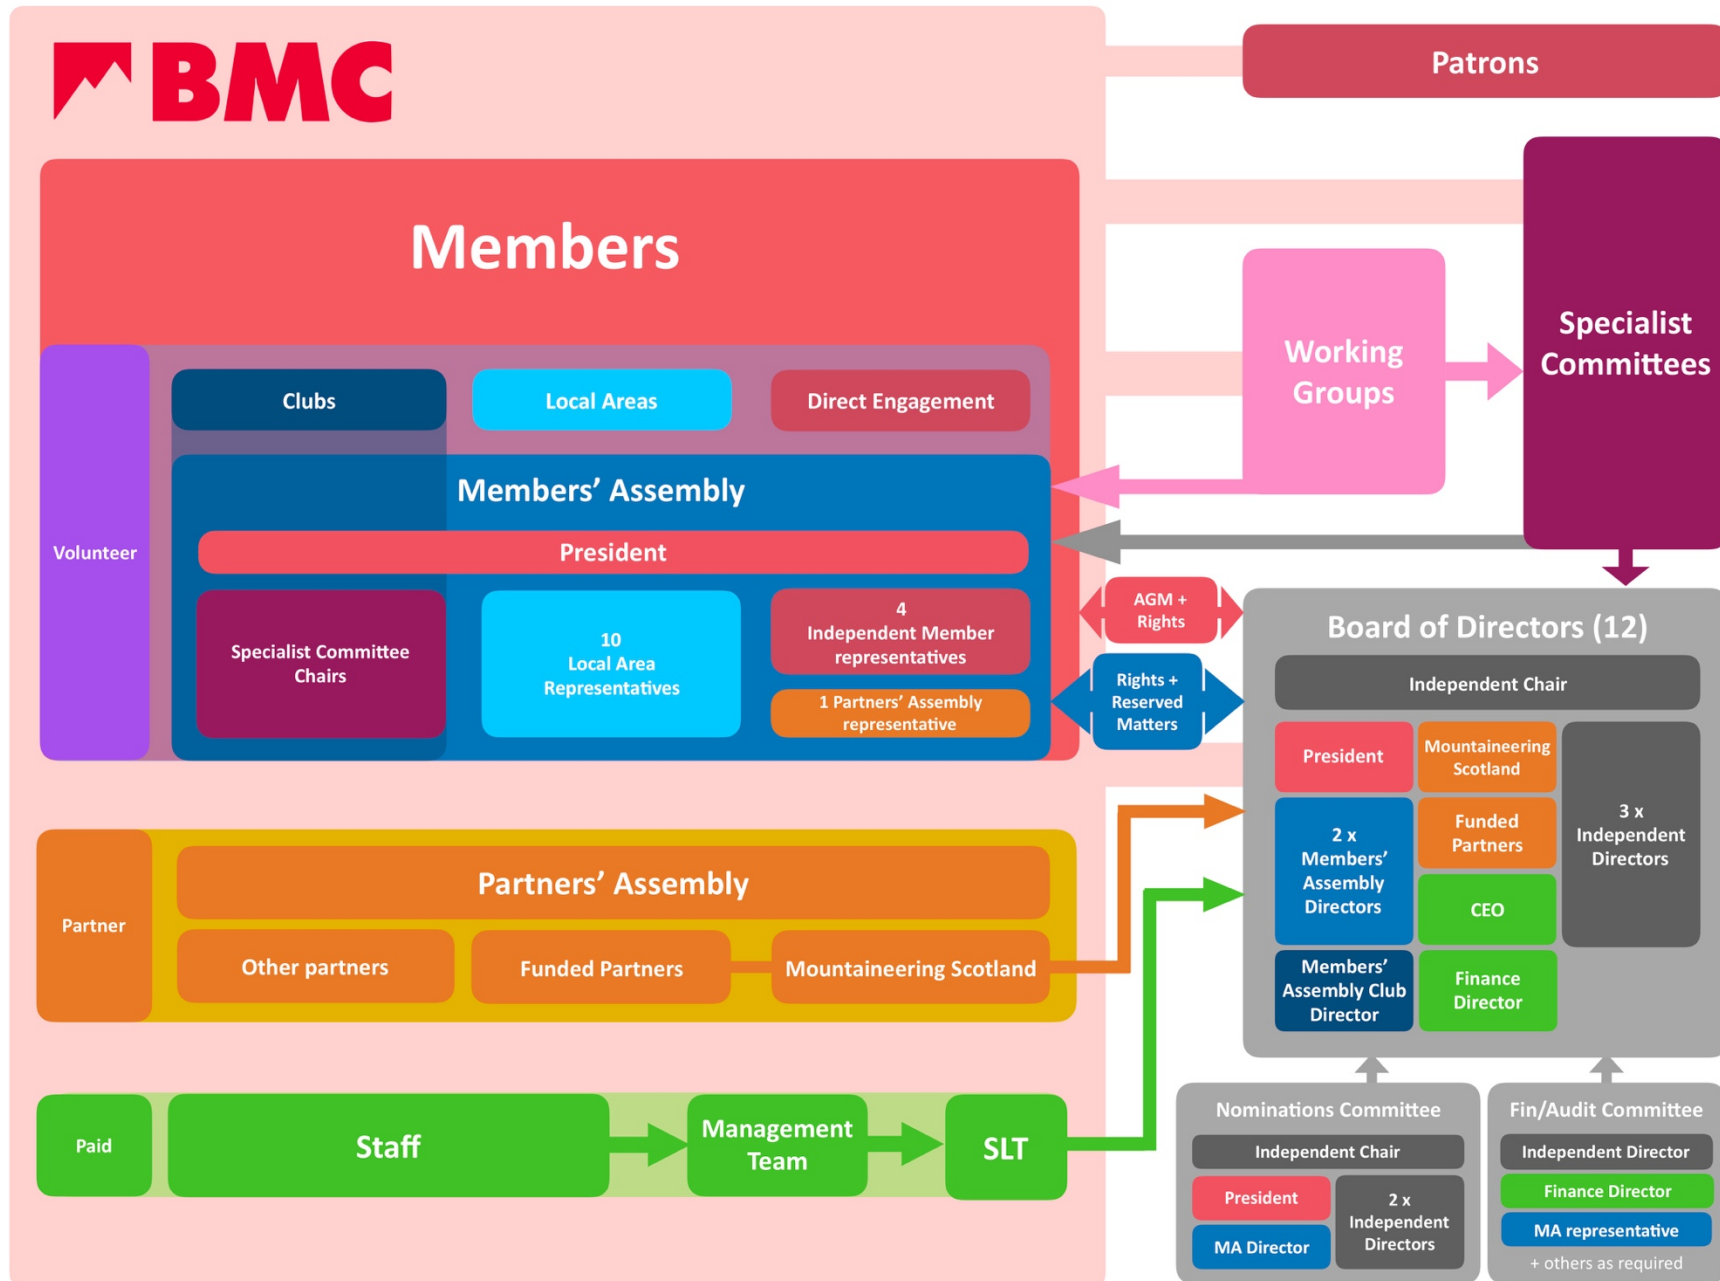 BMC
Patrons
Members
Specialist
Committees
Working
Groups
Volunteer
Clubs
Local Areas
Direct Engagement
Members’ Assembly
President
Specialist Committee
Chairs
10
Local Area
Representatives
4
Independent Member
representatives
1 Partners’ Assembly
representative
AGM +
Rights
Rights +
Reserved
Matters
Board of Directors (12)
Independent Chair
President
Mountaineering
Scotland
2 x
Members’
Assembly
Directors
Funded
Partners
3 x
Independent
Directors
CEO
Members’
Assembly Club
Director
Finance
Director
Partner
Partners’ Assembly
Other partners
Funded Partners
Mountaineering Scotland
Paid
Staff
Management
Team
SLT
Nominations Committee
Independent Chair
President
MA Director
2 x
Independent
Directors
Fin/Audit Committee
Independent Director
Finance Director
MA representative
+ others as required